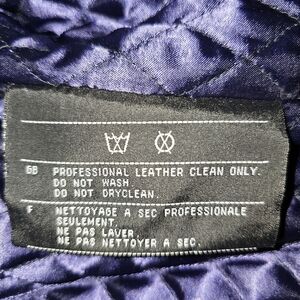 GB PROFESSIONAL LEATHER CLEAN ONLY.
DO NOT WASH.
DO NOT DRYCLEAN.
F NETTOYAGE A SEC PROFESSIONALE
SEULEMENT.
NE PAS LAVER.
NE PAS NETTOYER A SEC.